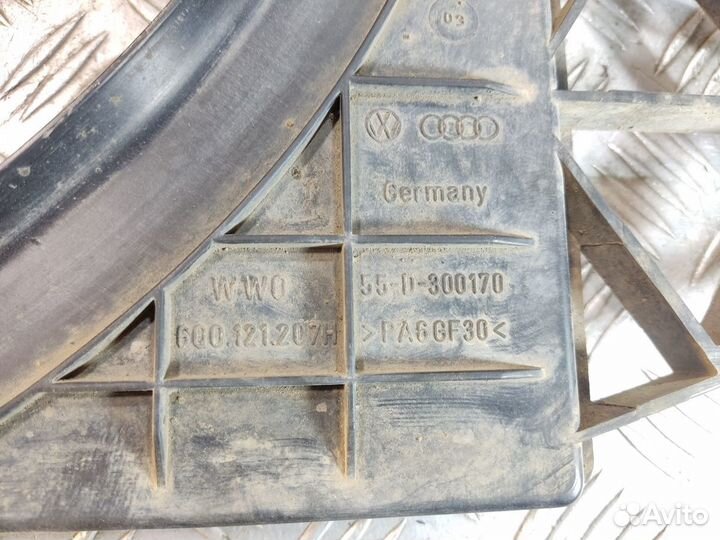 03
Germany
WWO 55-D-300170
6Q0.121.207H >PA6GF30<
Avito